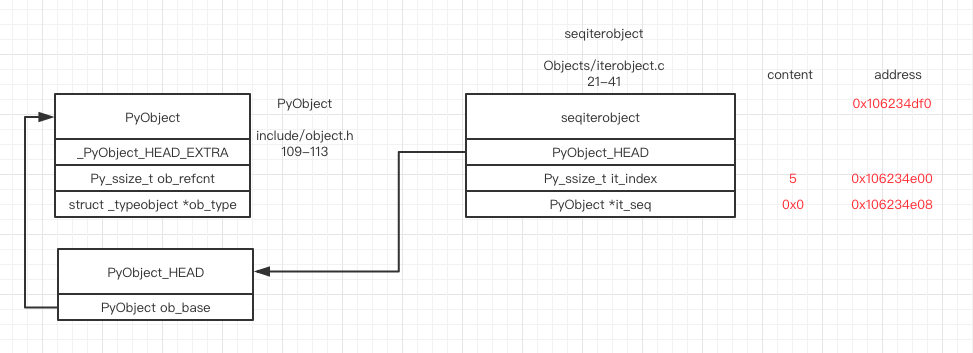 seqiterobject
Objects/iterobject.c
21-41
content
address
0x106234df0
PyObject
_PyObject_HEAD_EXTRA
Py_ssize_t ob_refcnt
struct _typeobject *ob_type
PyObject
include/object.h
109-113
seqiterobject
PyObject_HEAD
Py_ssize_t it_index
5
0x106234e00
PyObject *it_seq
0x0
0x106234e08
PyObject_HEAD
PyObject ob_base